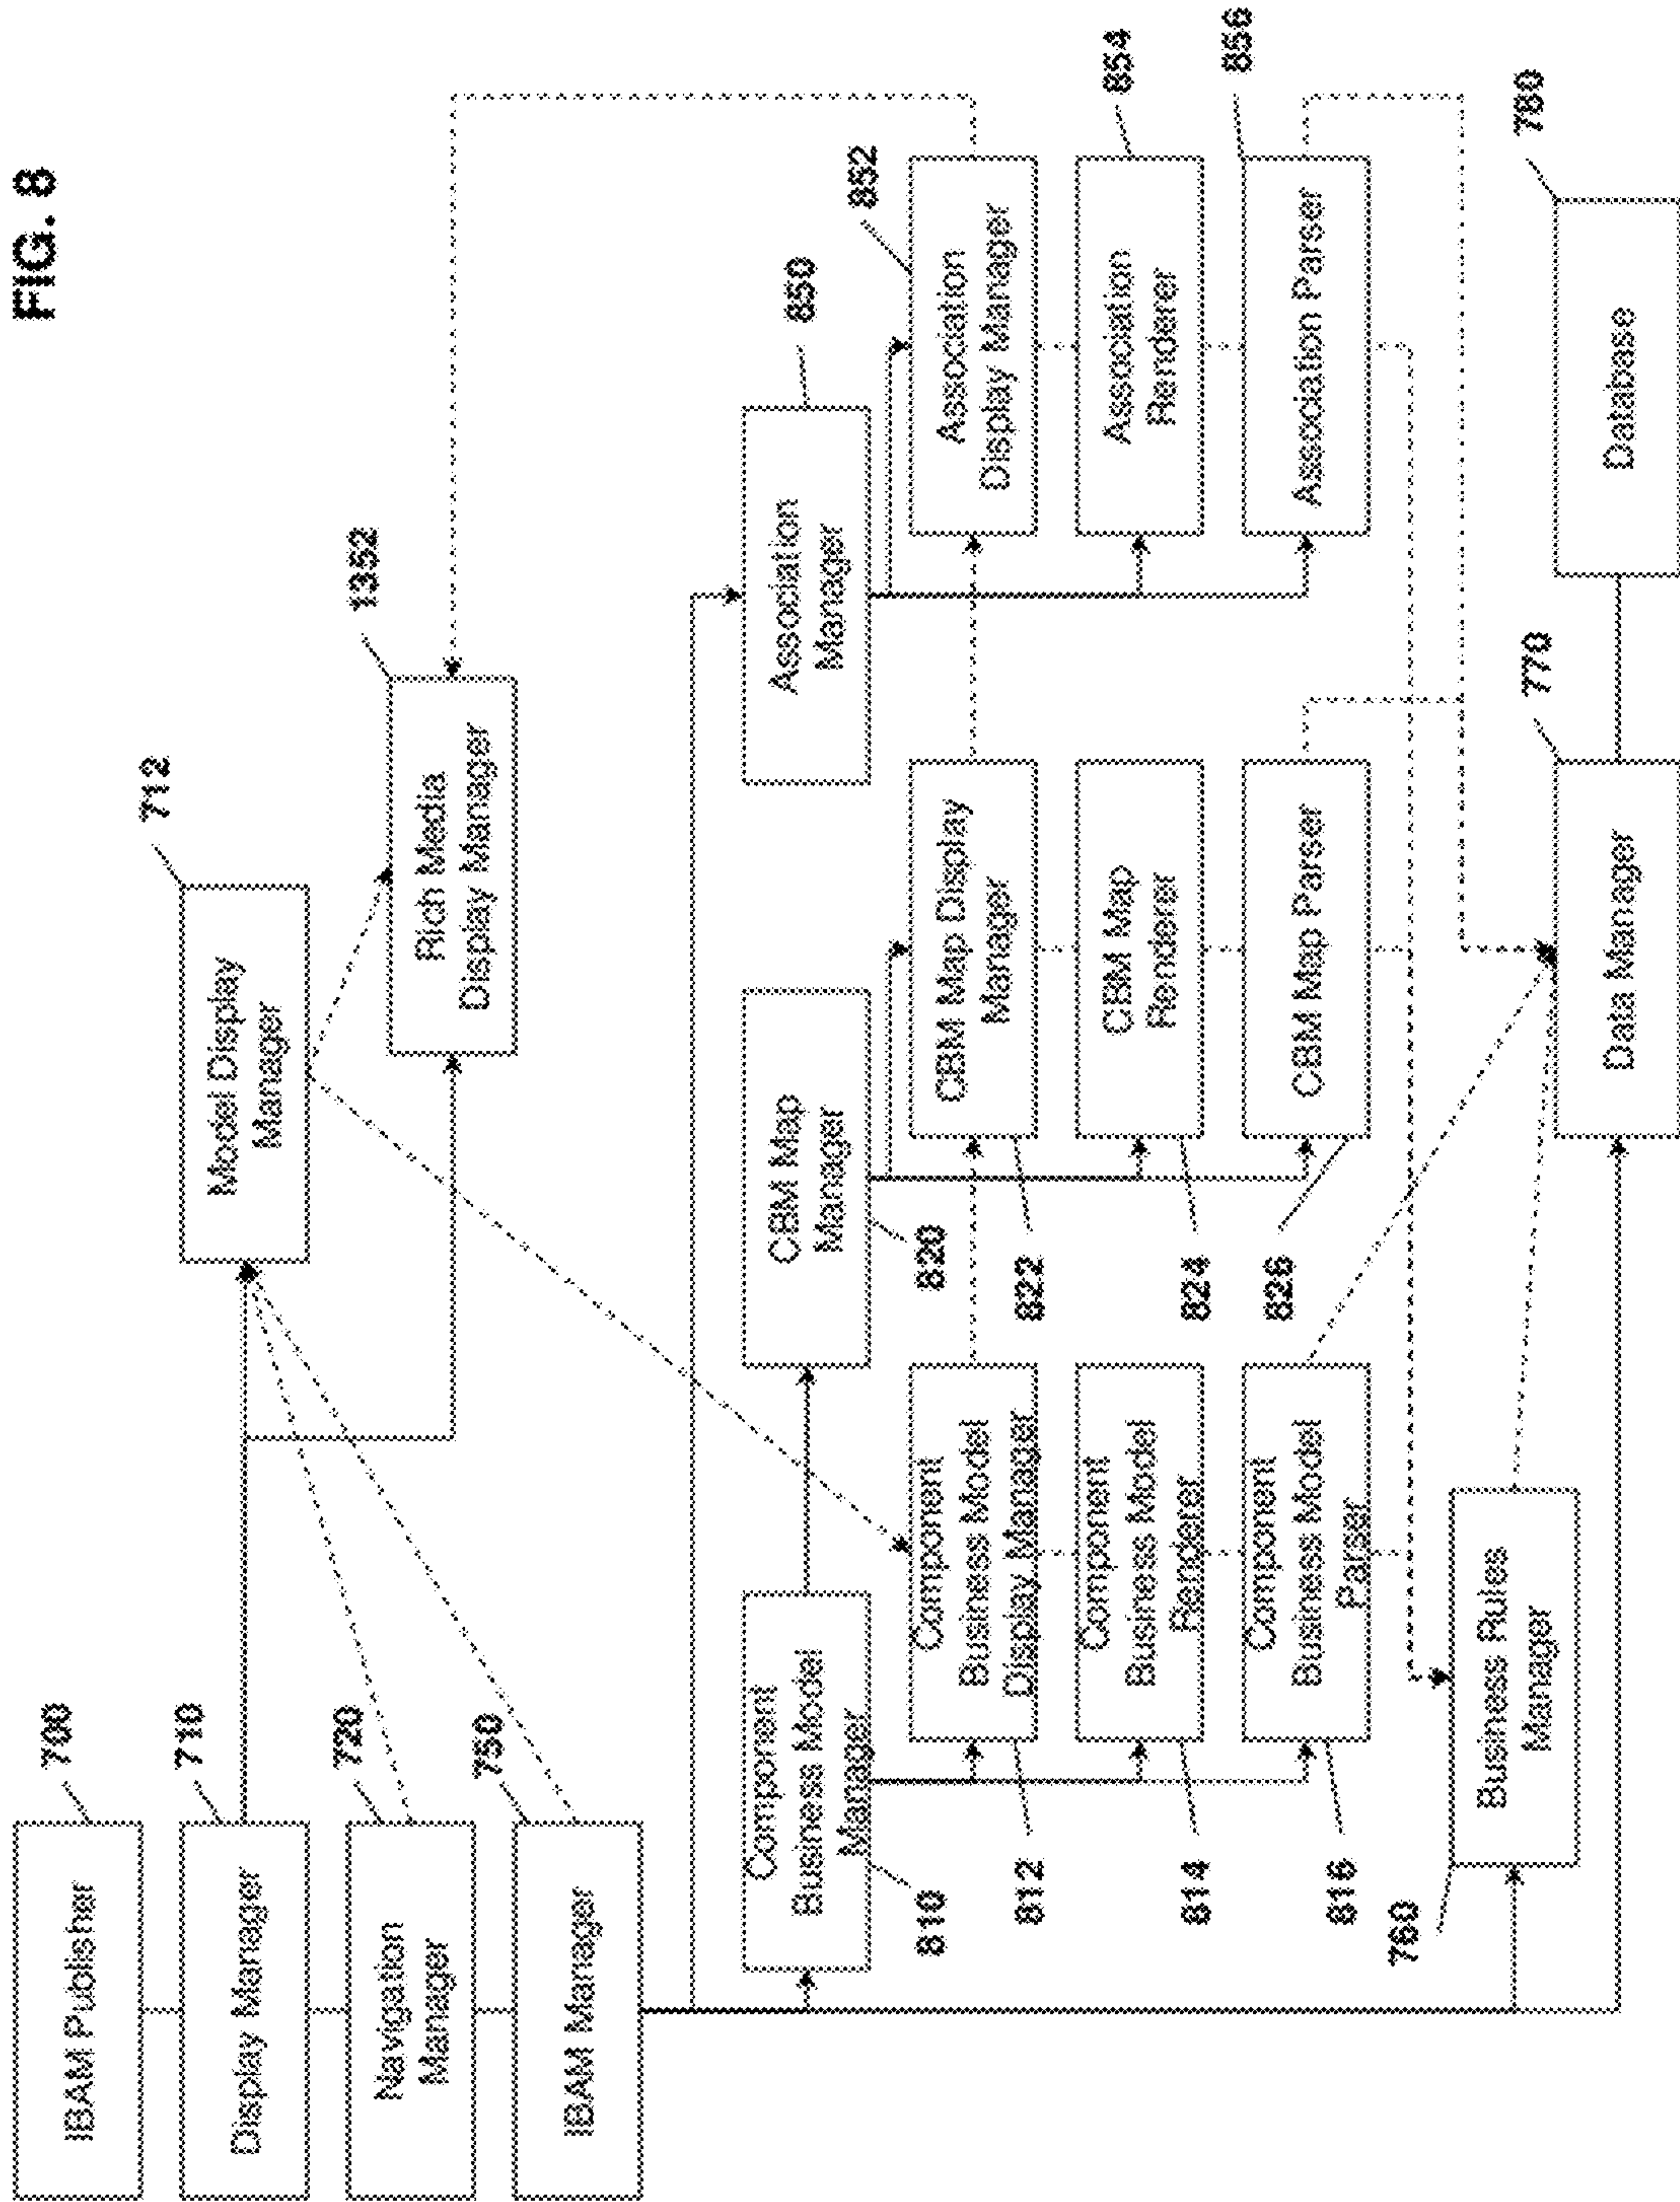 FIG. 8
IBAM Publisher
700
Display Manager
710
Navigation
Manager
720
IBAM Manager
750
Model Display
Manager
712
Rich Media
Display Manager
1352
Component
Business Model
Manager
810
CBM Map
Manager
820
Association
Manager
850
Component
Business Model
Display Manager
812
CBM Map Display
Manager
822
Association
Display Manager
852
Component
Business Model
Renderer
814
CBM Map
Renderer
824
Association
Renderer
854
Component
Business Model
Parser
816
CBM Map Parser
826
Association Parser
856
Business Rules
Manager
760
Data Manager
770
Database
780